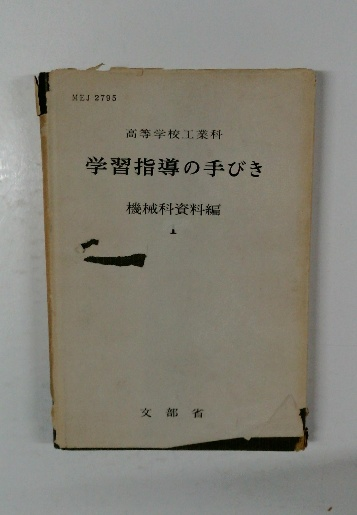 MEJ 2795
高等学校工業科
学習指導の手びき
機械科資料編
文部省